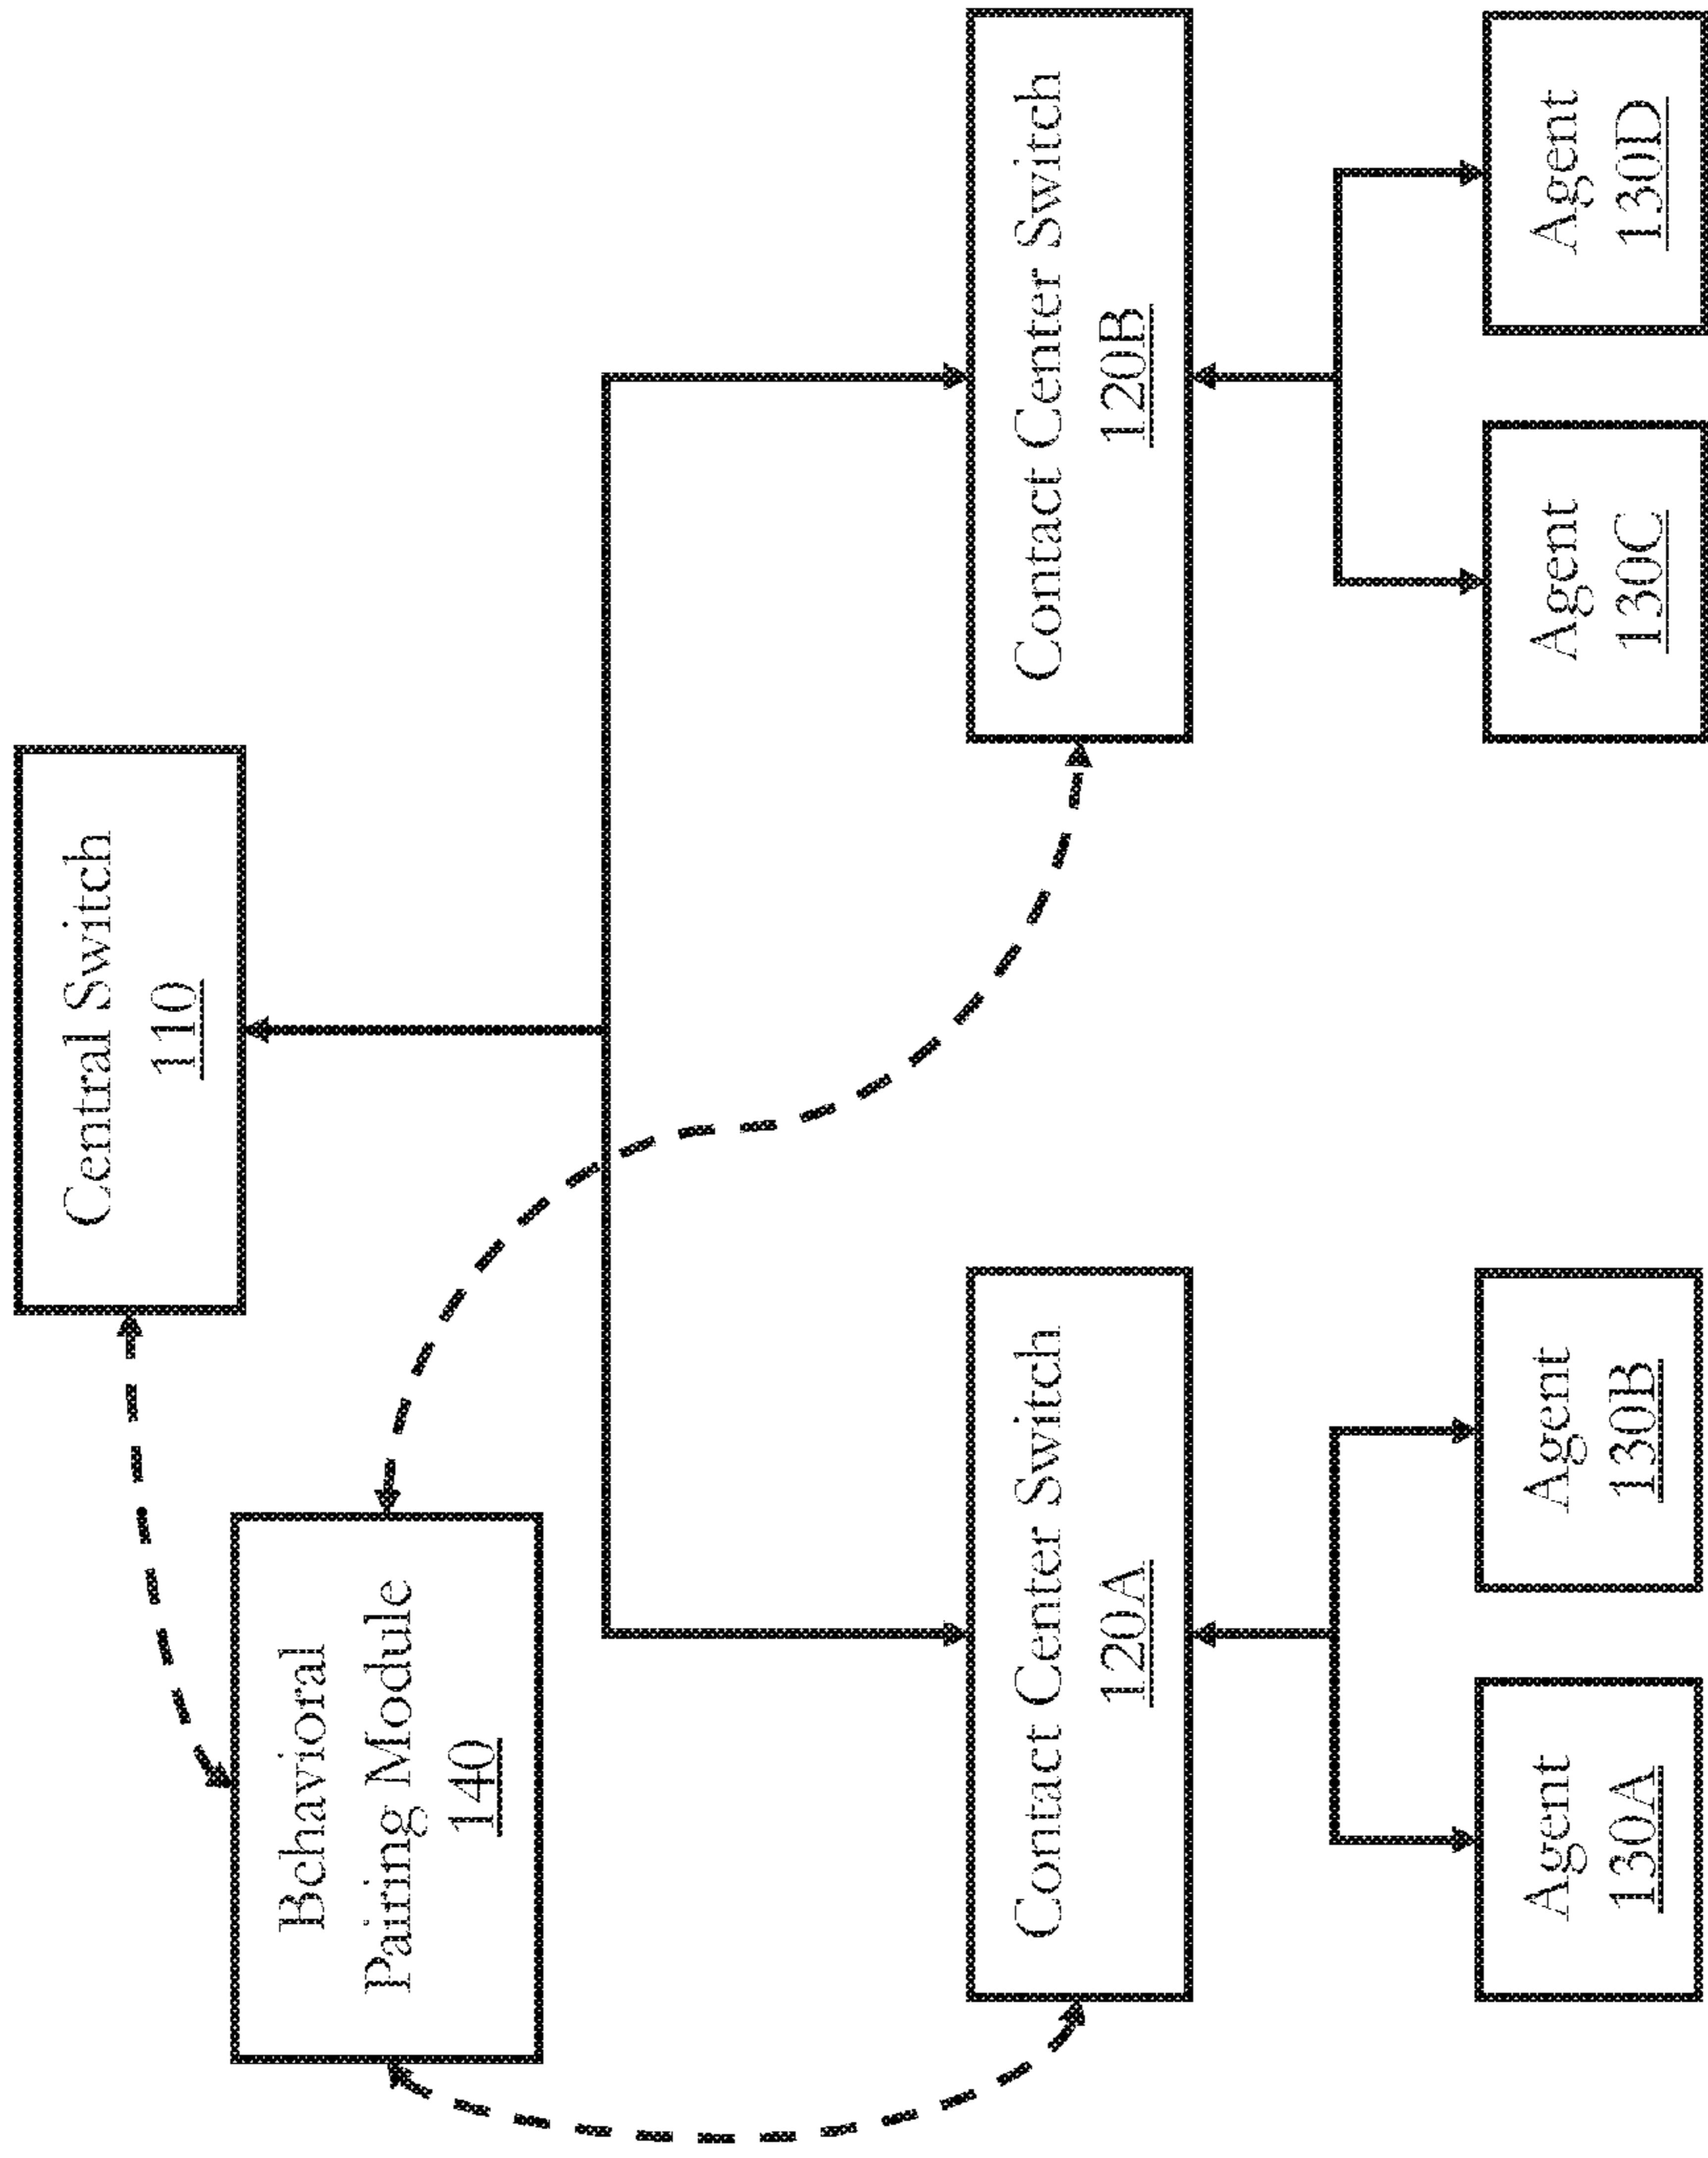 Central Switch
110
Behavioral
Pairing Module
140
Contact Center Switch
120A
Contact Center Switch
120B
Agent
130A
Agent
130B
Agent
130C
Agent
130D